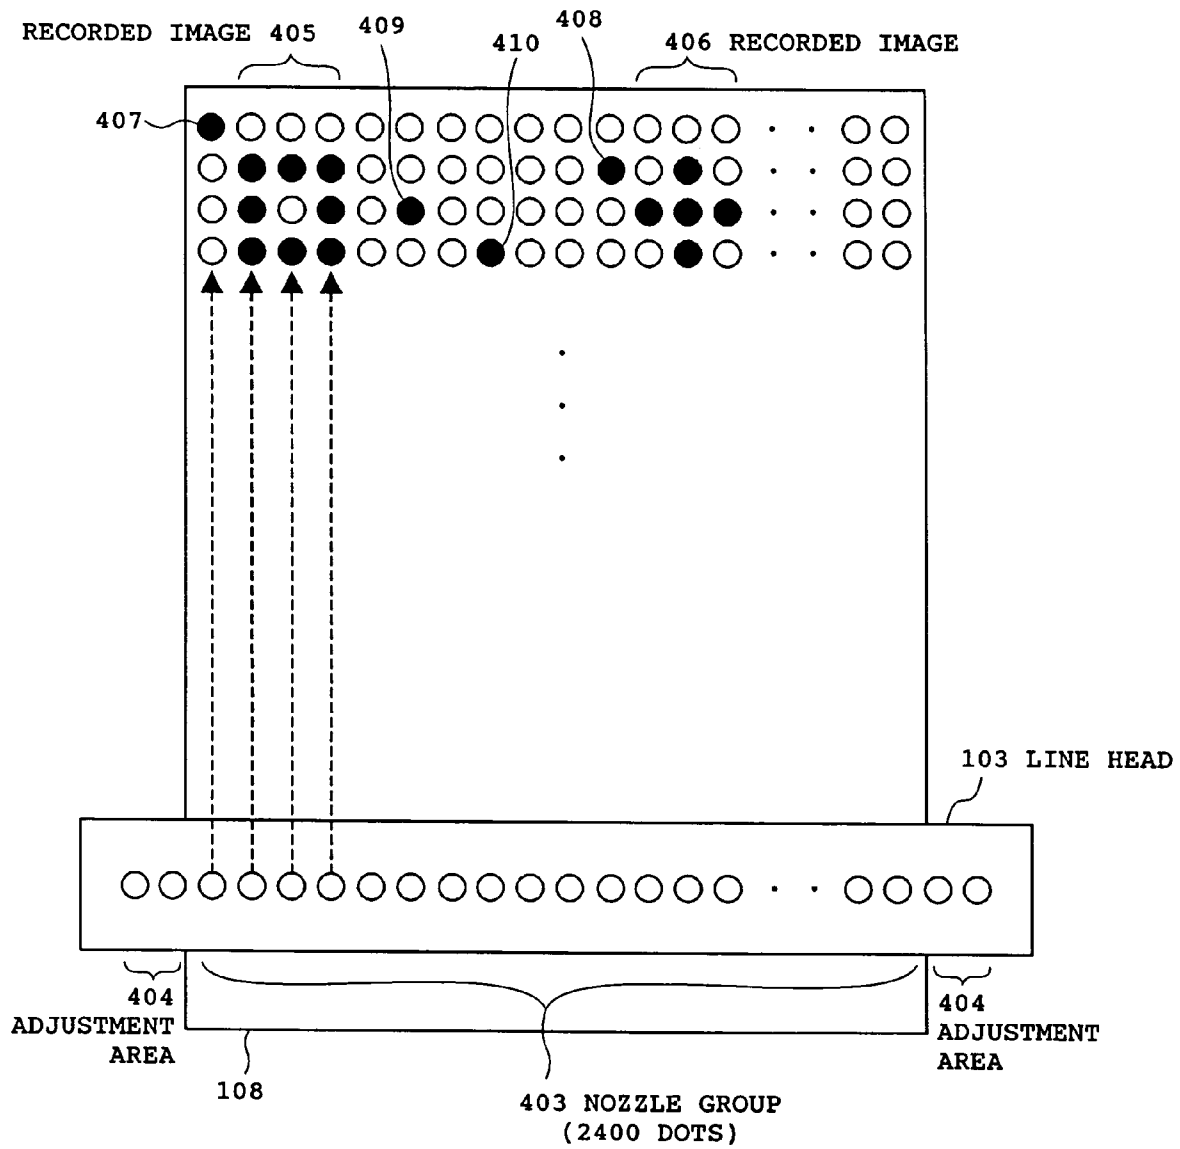 RECORDED IMAGE 405
409
410
408
406 RECORDED IMAGE
407
103 LINE HEAD
404
ADJUSTMENT
AREA
404
ADJUSTMENT
AREA
108
403 NOZZLE GROUP
(2400 DOTS)